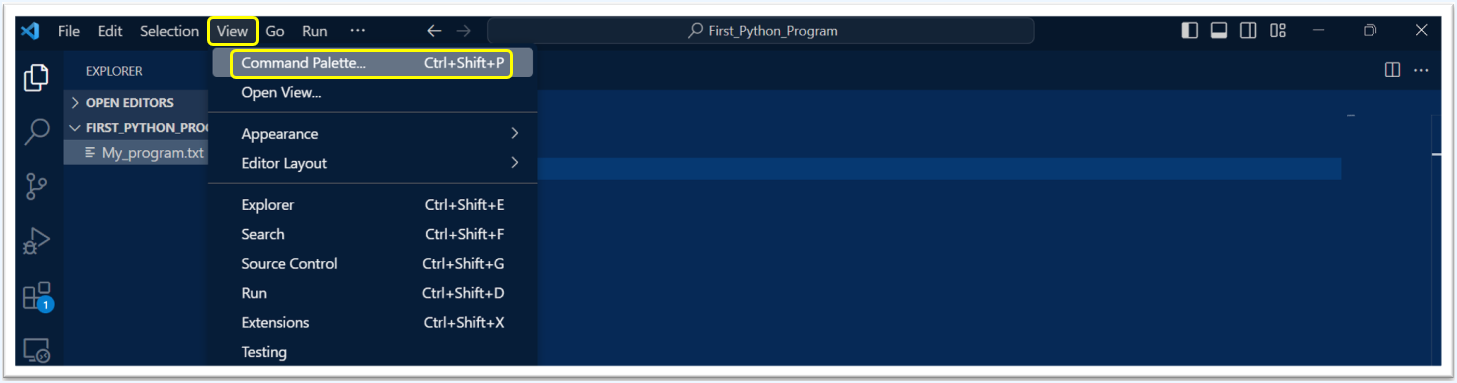 File Edit Selection View Go Run ··· First_Python_Program
EXPLORER
OPEN EDITORS
FIRST_PYTHON_PROG
My_program.txt
Command Palette... Ctrl+Shift+P
Open View...
Appearance
Editor Layout
Explorer Ctrl+Shift+E
Search Ctrl+Shift+F
Source Control Ctrl+Shift+G
Run Ctrl+Shift+D
Extensions Ctrl+Shift+X
Testing
1